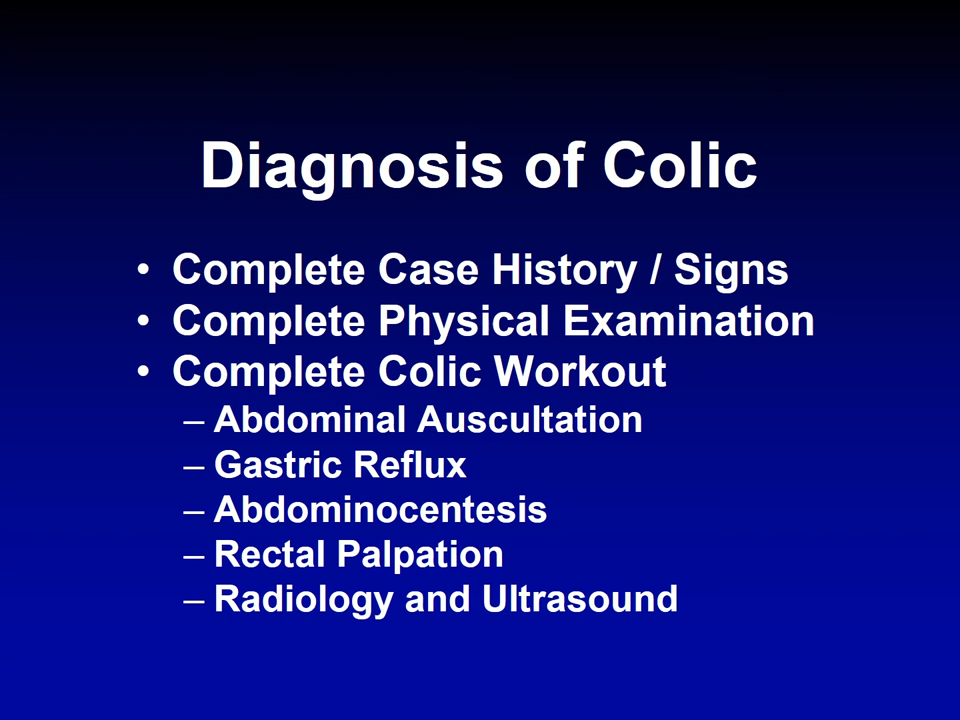 Diagnosis of Colic
• Complete Case History / Signs
• Complete Physical Examination
• Complete Colic Workout
– Abdominal Auscultation
– Gastric Reflux
– Abdominocentesis
– Rectal Palpation
– Radiology and Ultrasound